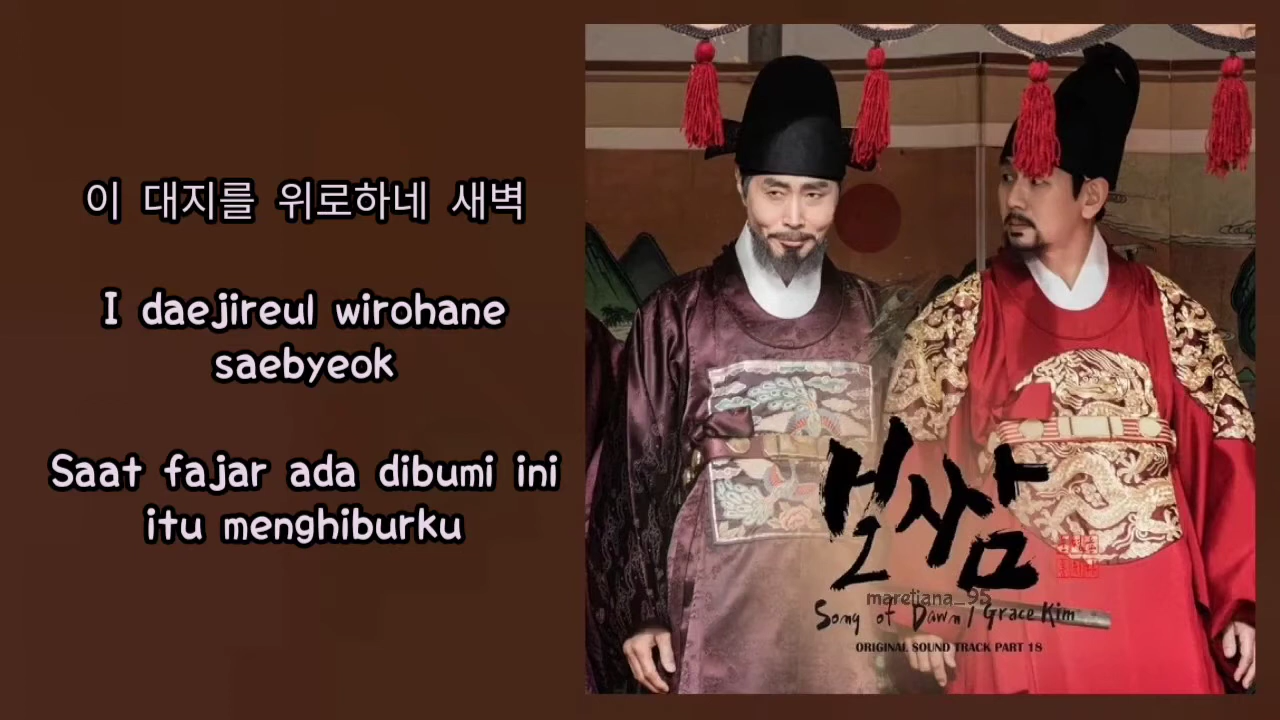 이 대지를 위로하네 새벽
I daejireul wirohane
saebyeok
Saat fajar ada dibumi ini
itu menghiburku
보쌈
maretiana_95
Song of Dawn / Grace Kim
ORIGINAL SOUND TRACK PART 18